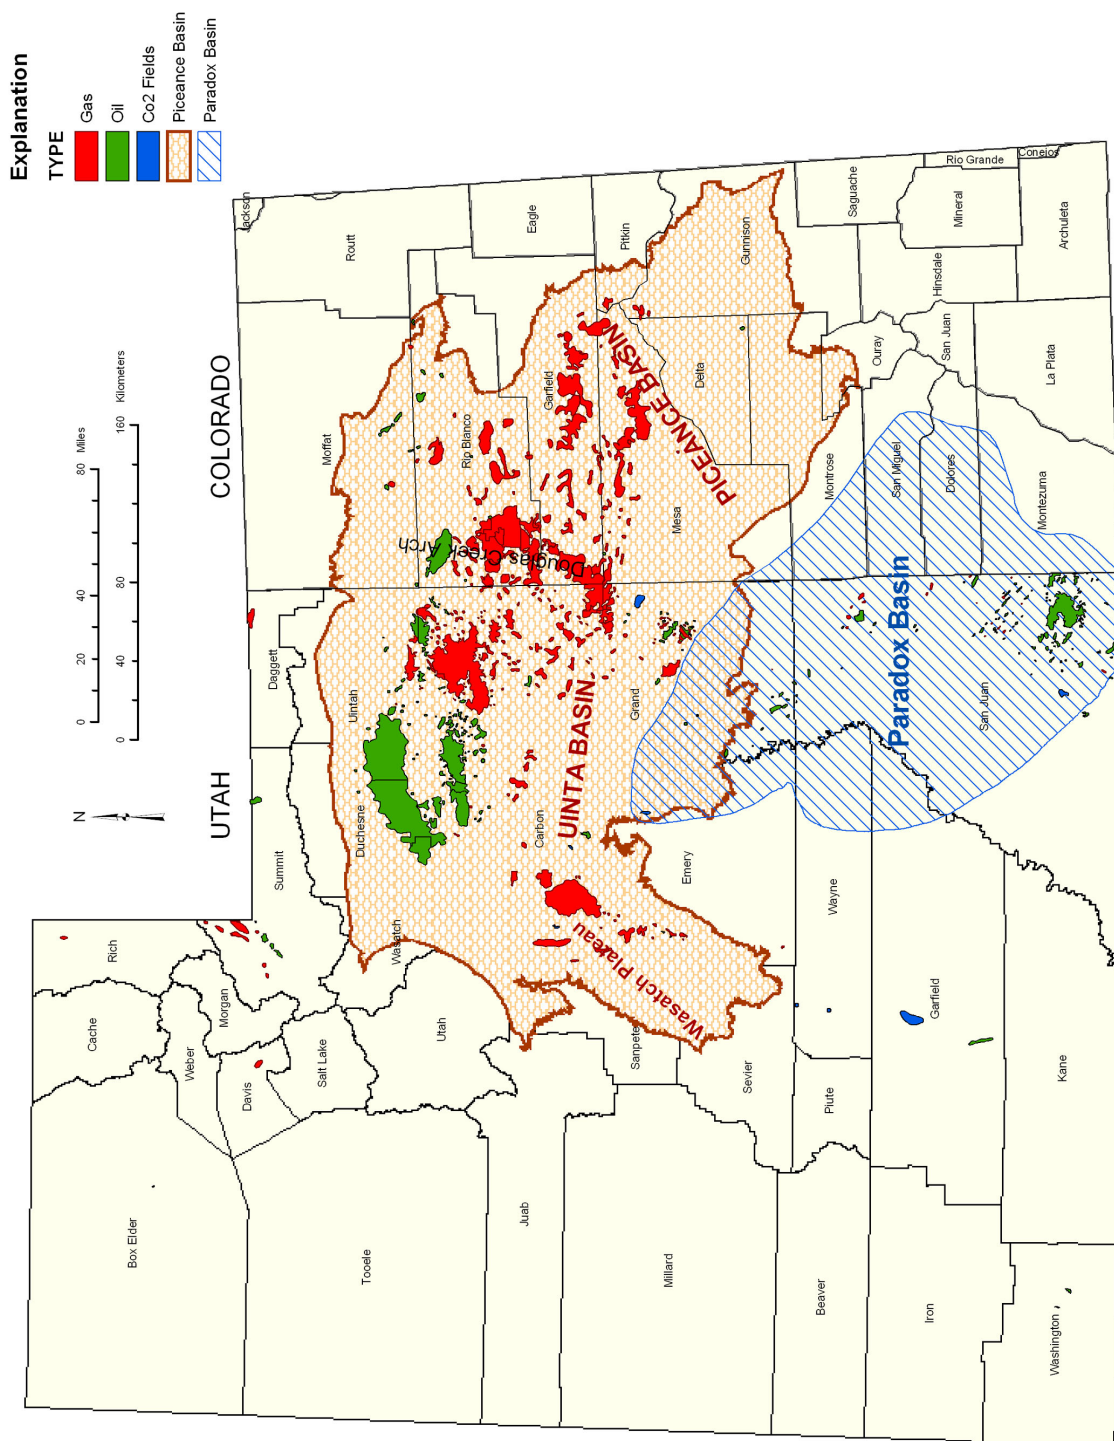 Explanation
TYPE
Gas
Oil
Co2 Fields
Piceance Basin
Paradox Basin
N
0 20 40 80 Miles
0 40 80 160 Kilometers
UTAH
COLORADO
Box Elder
Cache
Rich
Weber
Morgan
Davis
Salt Lake
Summit
Daggett
Tooele
Utah
Wasatch
Duchesne
Uintah
Juab
Carbon
Millard
Sanpete
Emery
Grand
Sevier
Beaver
Piute
Wayne
Iron
Garfield
San Juan
Washington
Kane
Jackson
Routt
Moffat
Rio Blanco
Eagle
Garfield
Pitkin
Mesa
Delta
Gunnison
Montrose
Ouray
Saguache
San Miguel
Hinsdale
Mineral
Rio Grande
Dolores
San Juan
Montezuma
La Plata
Archuleta
Conejos
UINTA BASIN
PICEANCE BASIN
Douglas Creek Arch
Wasatch Plateau
Paradox Basin